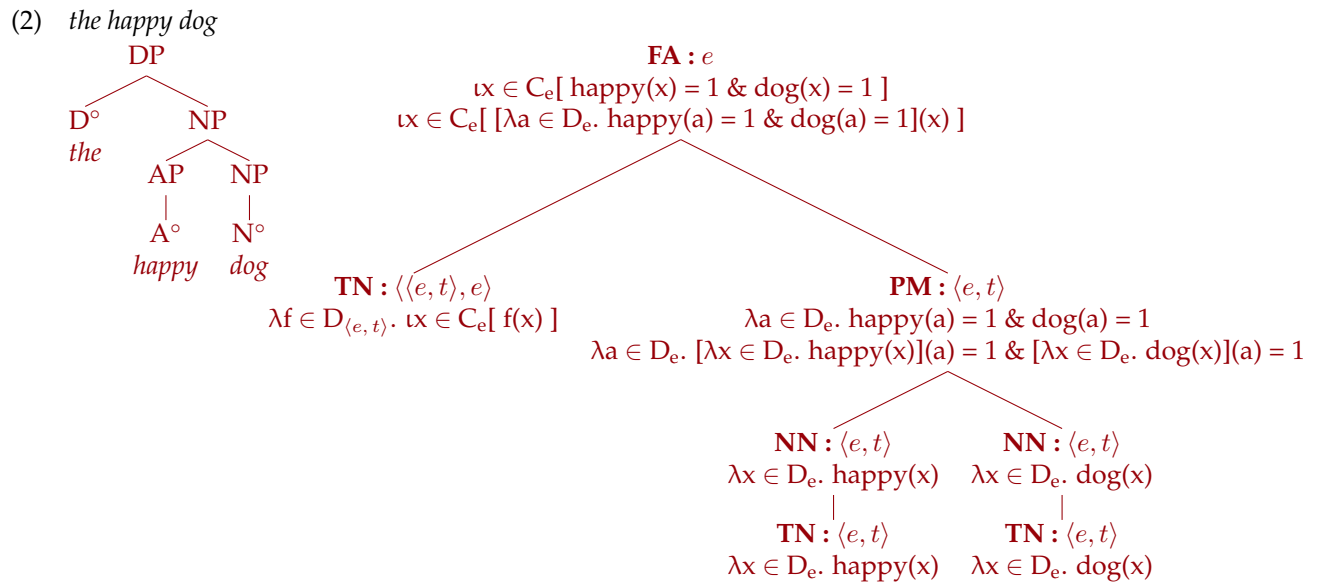 (2) the happy dog
DP
D° NP
the
AP NP
A° N°
happy dog
FA : e
ιx ∈ Cₑ[ happy(x) = 1 & dog(x) = 1 ]
ιx ∈ Cₑ[ [λa ∈ Dₑ. happy(a) = 1 & dog(a) = 1](x) ]
TN : ⟨⟨e, t⟩, e⟩
λf ∈ D⟨e, t⟩. ιx ∈ Cₑ[ f(x) ]
PM : ⟨e, t⟩
λa ∈ Dₑ. happy(a) = 1 & dog(a) = 1
λa ∈ Dₑ. [λx ∈ Dₑ. happy(x)](a) = 1 & [λx ∈ Dₑ. dog(x)](a) = 1
NN : ⟨e, t⟩ NN : ⟨e, t⟩
λx ∈ Dₑ. happy(x) λx ∈ Dₑ. dog(x)
TN : ⟨e, t⟩ TN : ⟨e, t⟩
λx ∈ Dₑ. happy(x) λx ∈ Dₑ. dog(x)